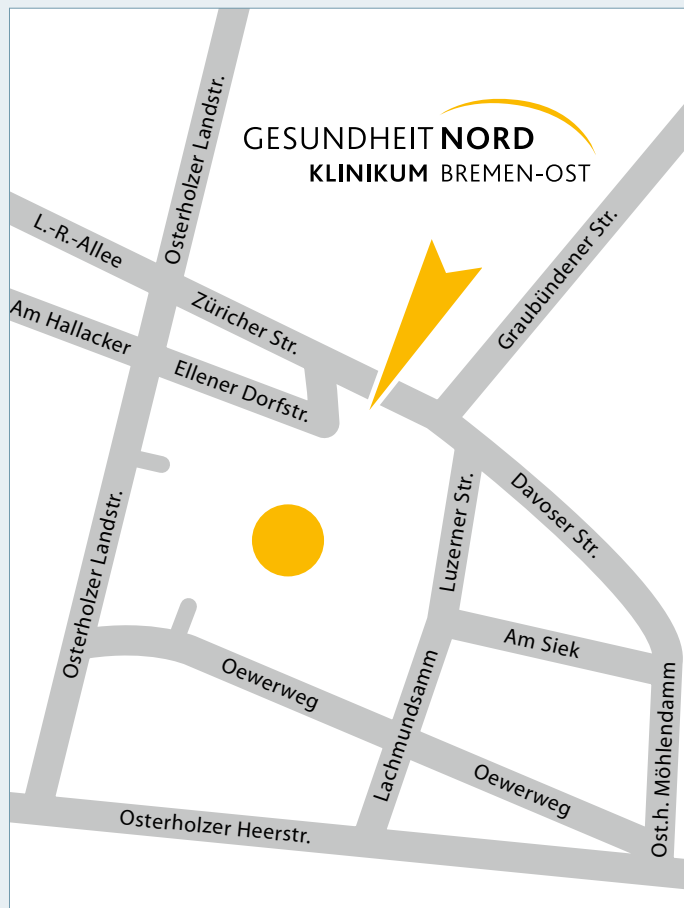 GESUNDHEIT NORD
KLINIKUM BREMEN-OST
Osterholzer Landstr.
L.-R.-Allee
Züricher Str.
Graubündener Str.
Am Hallacker
Ellener Dorfstr.
Luzerner Str.
Davoser Str.
Osterholzer Landstr.
Am Siek
Oewerweg
Lachmundsamm
Oewerweg
Ost.h. Möhlendamm
Osterholzer Heerstr.